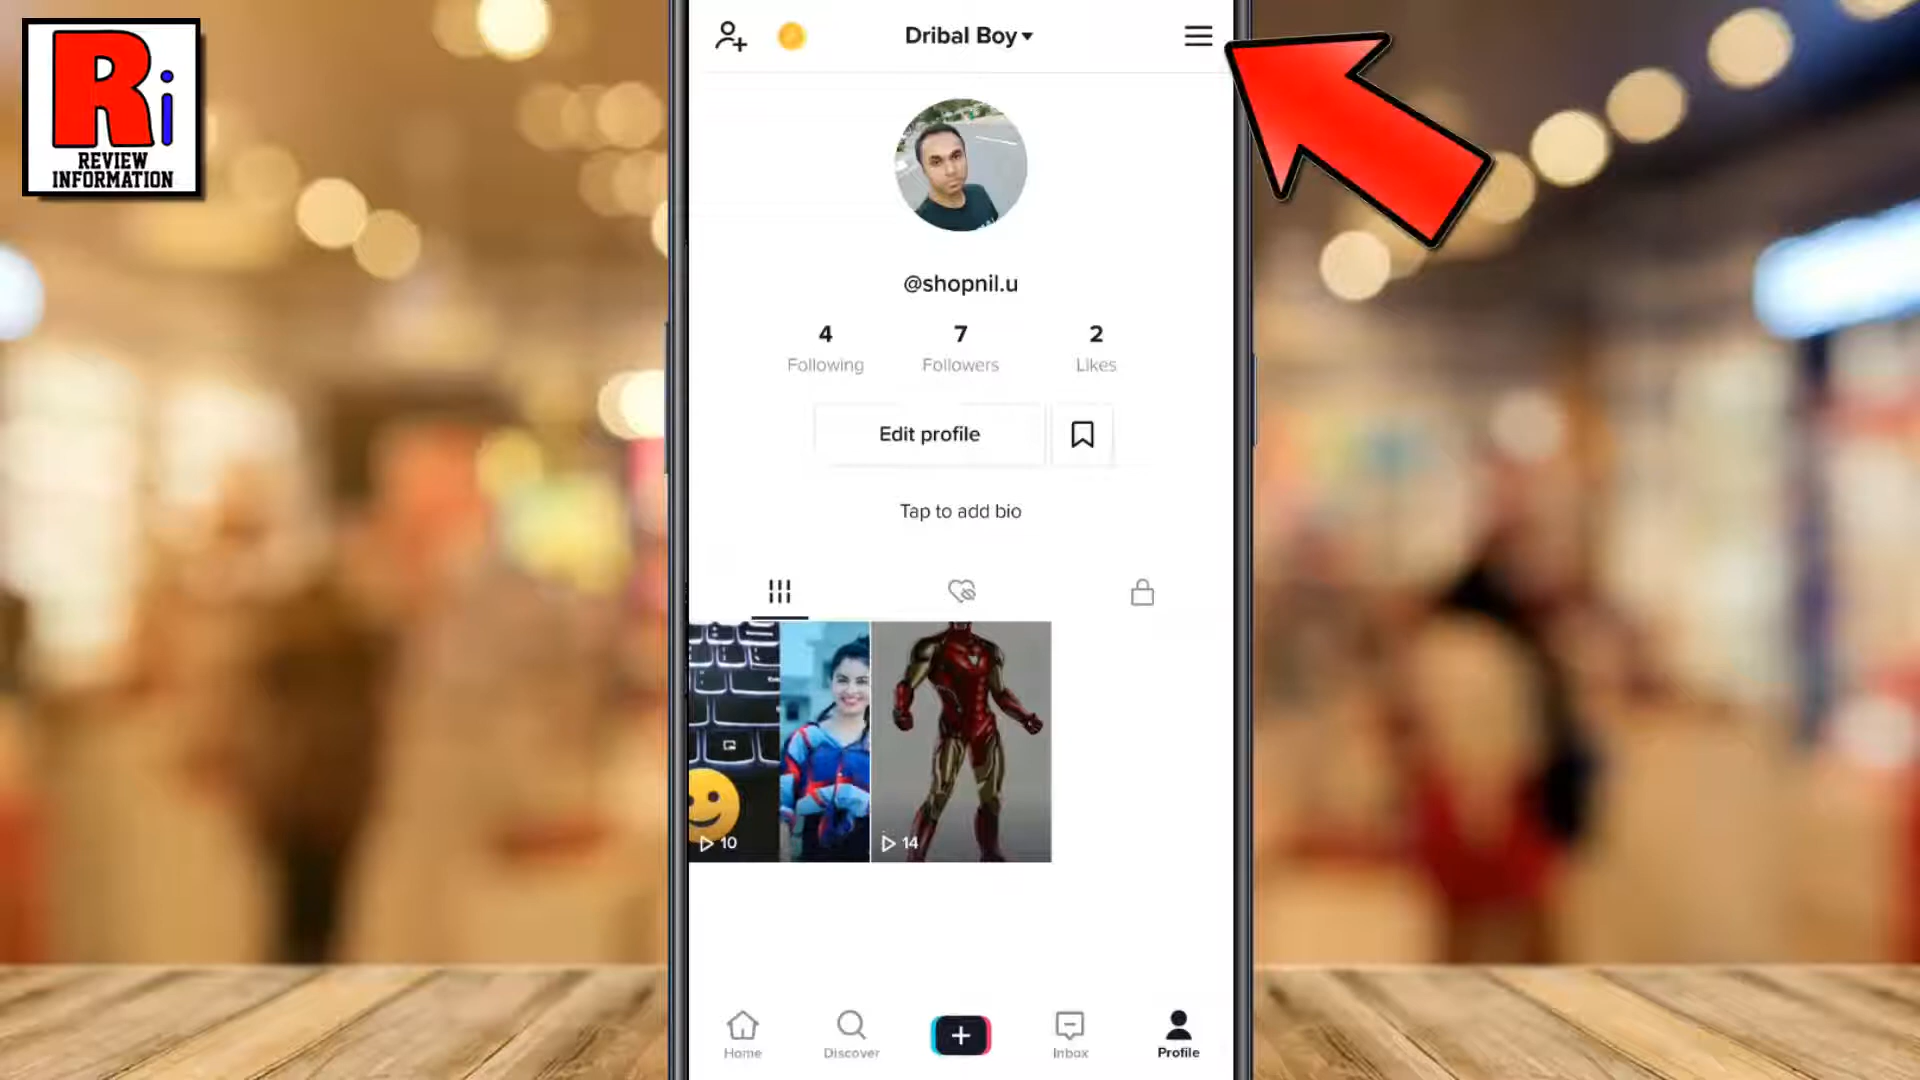 Ri
REVIEW
INFORMATION
Dribal Boy
@shopnil.u
4 7 2
Following Followers Likes
Edit profile
Tap to add bio
10 14
Home Discover Inbox Profile